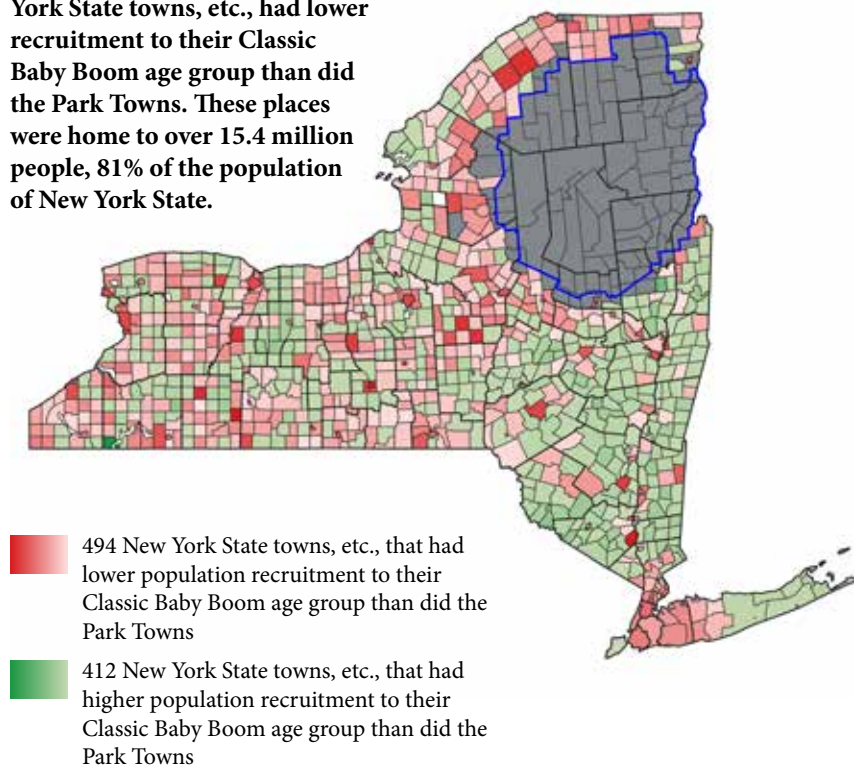 York State towns, etc., had lower
recruitment to their Classic
Baby Boom age group than did
the Park Towns. These places
were home to over 15.4 million
people, 81% of the population
of New York State.
494 New York State towns, etc., that had
lower population recruitment to their
Classic Baby Boom age group than did the
Park Towns
412 New York State towns, etc., that had
higher population recruitment to their
Classic Baby Boom age group than did the
Park Towns